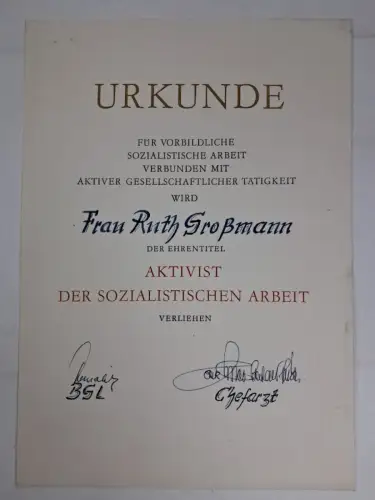 URKUNDE
FÜR VORBILDLICHE
SOZIALISTISCHE ARBEIT
VERBUNDEN MIT
AKTIVER GESELLSCHAFTLICHER TÄTIGKEIT
WIRD
Frau Ruth Großmann
DER EHRENTITEL
AKTIVIST
DER SOZIALISTISCHEN ARBEIT
VERLIEHEN
BSL
Chefarzt